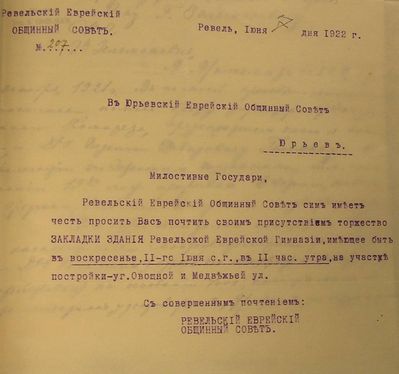 Ревельскій Еврейскій
ОБЩИННЫЙ СОВѢТЪ.
№.257...
Ревель, Іюня 7 дня 1922 г.
Въ Юрьевскій Еврейскій Общинный Совѣтъ
Юрьевъ.
Милостивые Государи,
Ревельскій Еврейскій Общинный Совѣтъ симъ имѣетъ
честь просить Васъ почтить своимъ присутствіемъ торжество
ЗАКЛАДКИ ЗДАНІЯ Ревельской Еврейской Гимназіи,имѣющее быть
въ воскресенье,II-го Іюня с.г.,въ II час. утра,на участкѣ
постройки-уг.Овощной и Медвѣжьей ул.
Съ совершеннымъ почтеніемъ:
РЕВЕЛЬСКІЙ ЕВРЕЙСКІЙ
ОБЩИННЫЙ СОВѢТЪ.